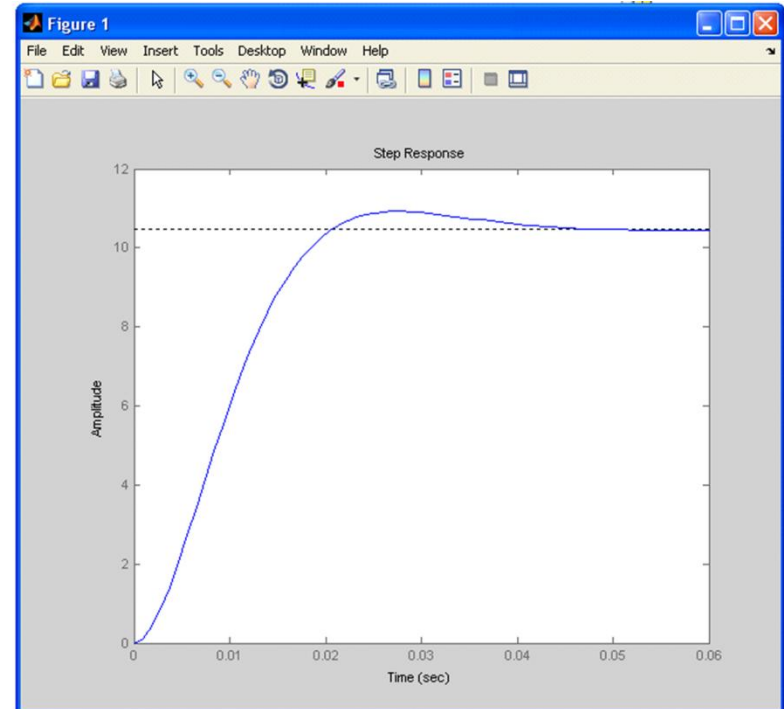 Figure 1
File Edit View Insert Tools Desktop Window Help
Step Response
12
10
8
6
4
2
0
Amplitude
0 0.01 0.02 0.03 0.04 0.05 0.06
Time (sec)